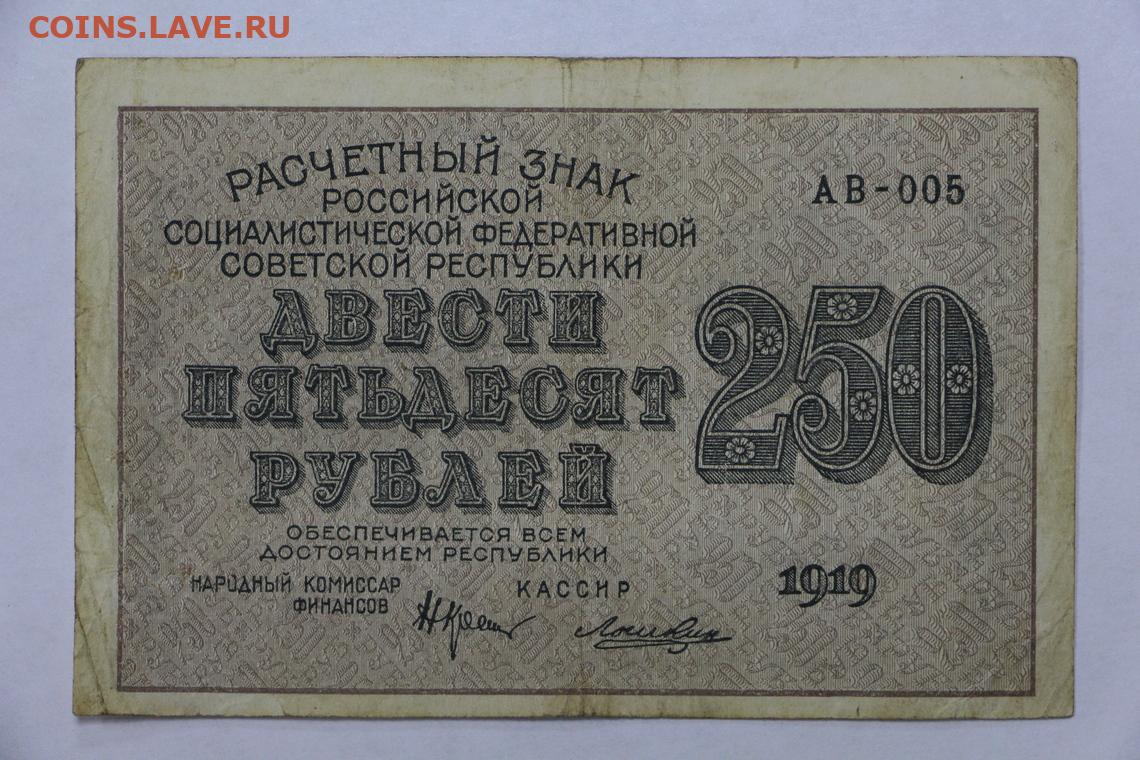 COINS.LAVE.RU
РАСЧЕТНЫЙ ЗНАК
РОССИЙСКОЙ
СОЦИАЛИСТИЧЕСКОЙ ФЕДЕРАТИВНОЙ
СОВЕТСКОЙ РЕСПУБЛИКИ
АВ-005
ДВЕСТИ
ПЯТЬДЕСЯТ
РУБЛЕЙ
250
ОБЕСПЕЧИВАЕТСЯ ВСЕМ
ДОСТОЯНИЕМ РЕСПУБЛИКИ
НАРОДНЫЙ КОМИССАР
ФИНАНСОВ
КАССИР
1919